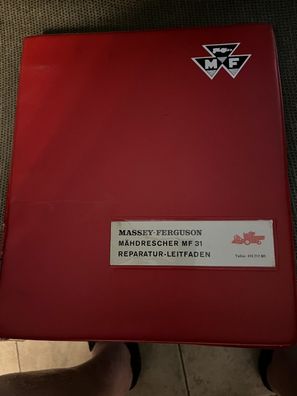 MF
MASSEY-FERGUSON
MÄHDRESCHER MF 31
REPARATUR-LEITFADEN